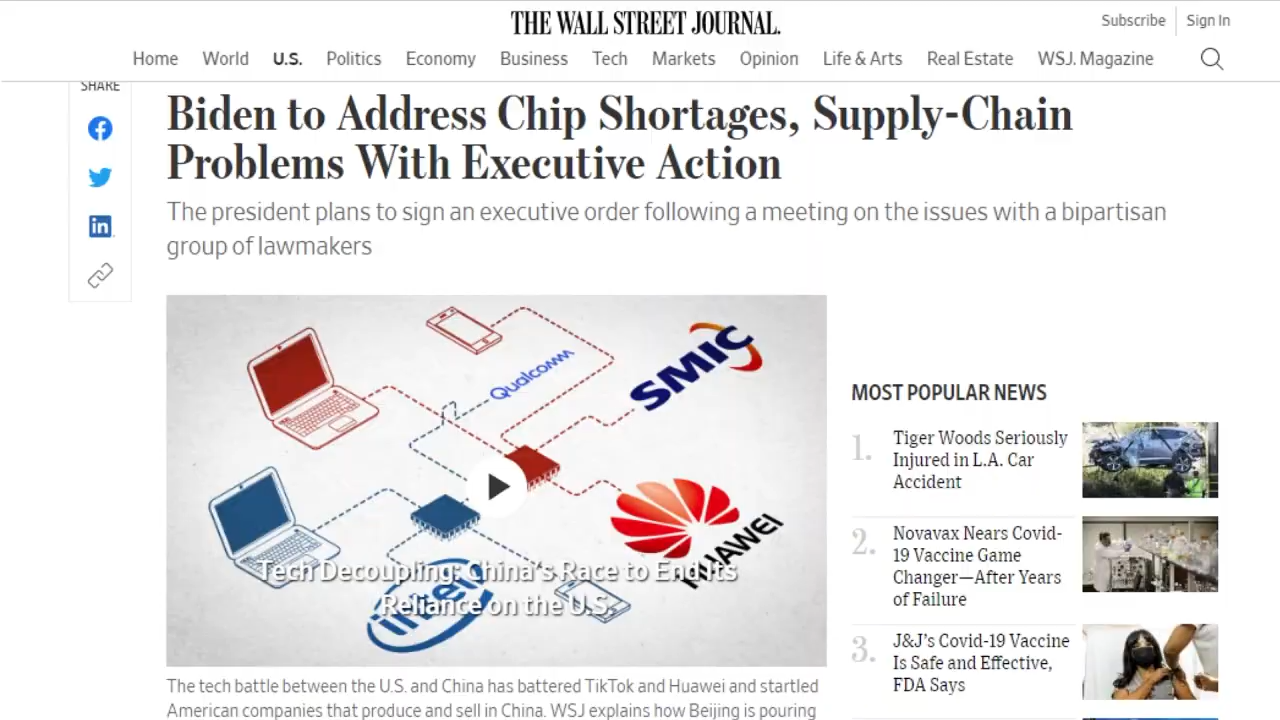 THE WALL STREET JOURNAL.
Subscribe
Sign In
Home World U.S. Politics Economy Business Tech Markets Opinion Life & Arts Real Estate WSJ. Magazine
SHARE
Biden to Address Chip Shortages, Supply-Chain
Problems With Executive Action
The president plans to sign an executive order following a meeting on the issues with a bipartisan
group of lawmakers
in
Qualcomm
SMIC
HUAWEI
intel
Tech Decoupling: China's Race to End Its
Reliance on the U.S.
The tech battle between the U.S. and China has battered TikTok and Huawei and startled
American companies that produce and sell in China. WSJ explains how Beijing is pouring
MOST POPULAR NEWS
1.
Tiger Woods Seriously
Injured in L.A. Car
Accident
2.
Novavax Nears Covid-
19 Vaccine Game
Changer—After Years
of Failure
3.
J&J's Covid-19 Vaccine
Is Safe and Effective,
FDA Says